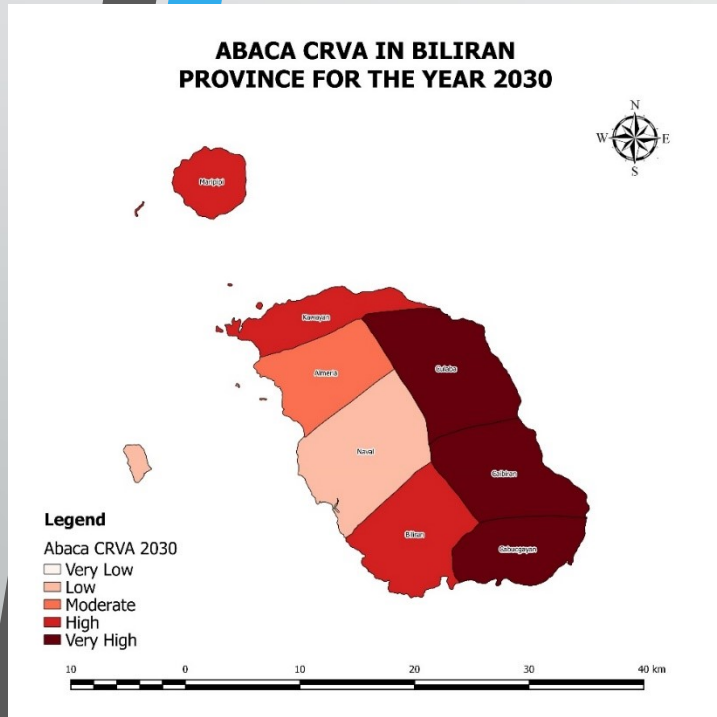 ABACA CRVA IN BILIRAN
PROVINCE FOR THE YEAR 2030
N
W E
S
Maripipi
Kawayan
Almeria
Culaba
Naval
Caibiran
Biliran
Cabucgayan
Legend
Abaca CRVA 2030
Very Low
Low
Moderate
High
Very High
10 0 10 20 30 40 km